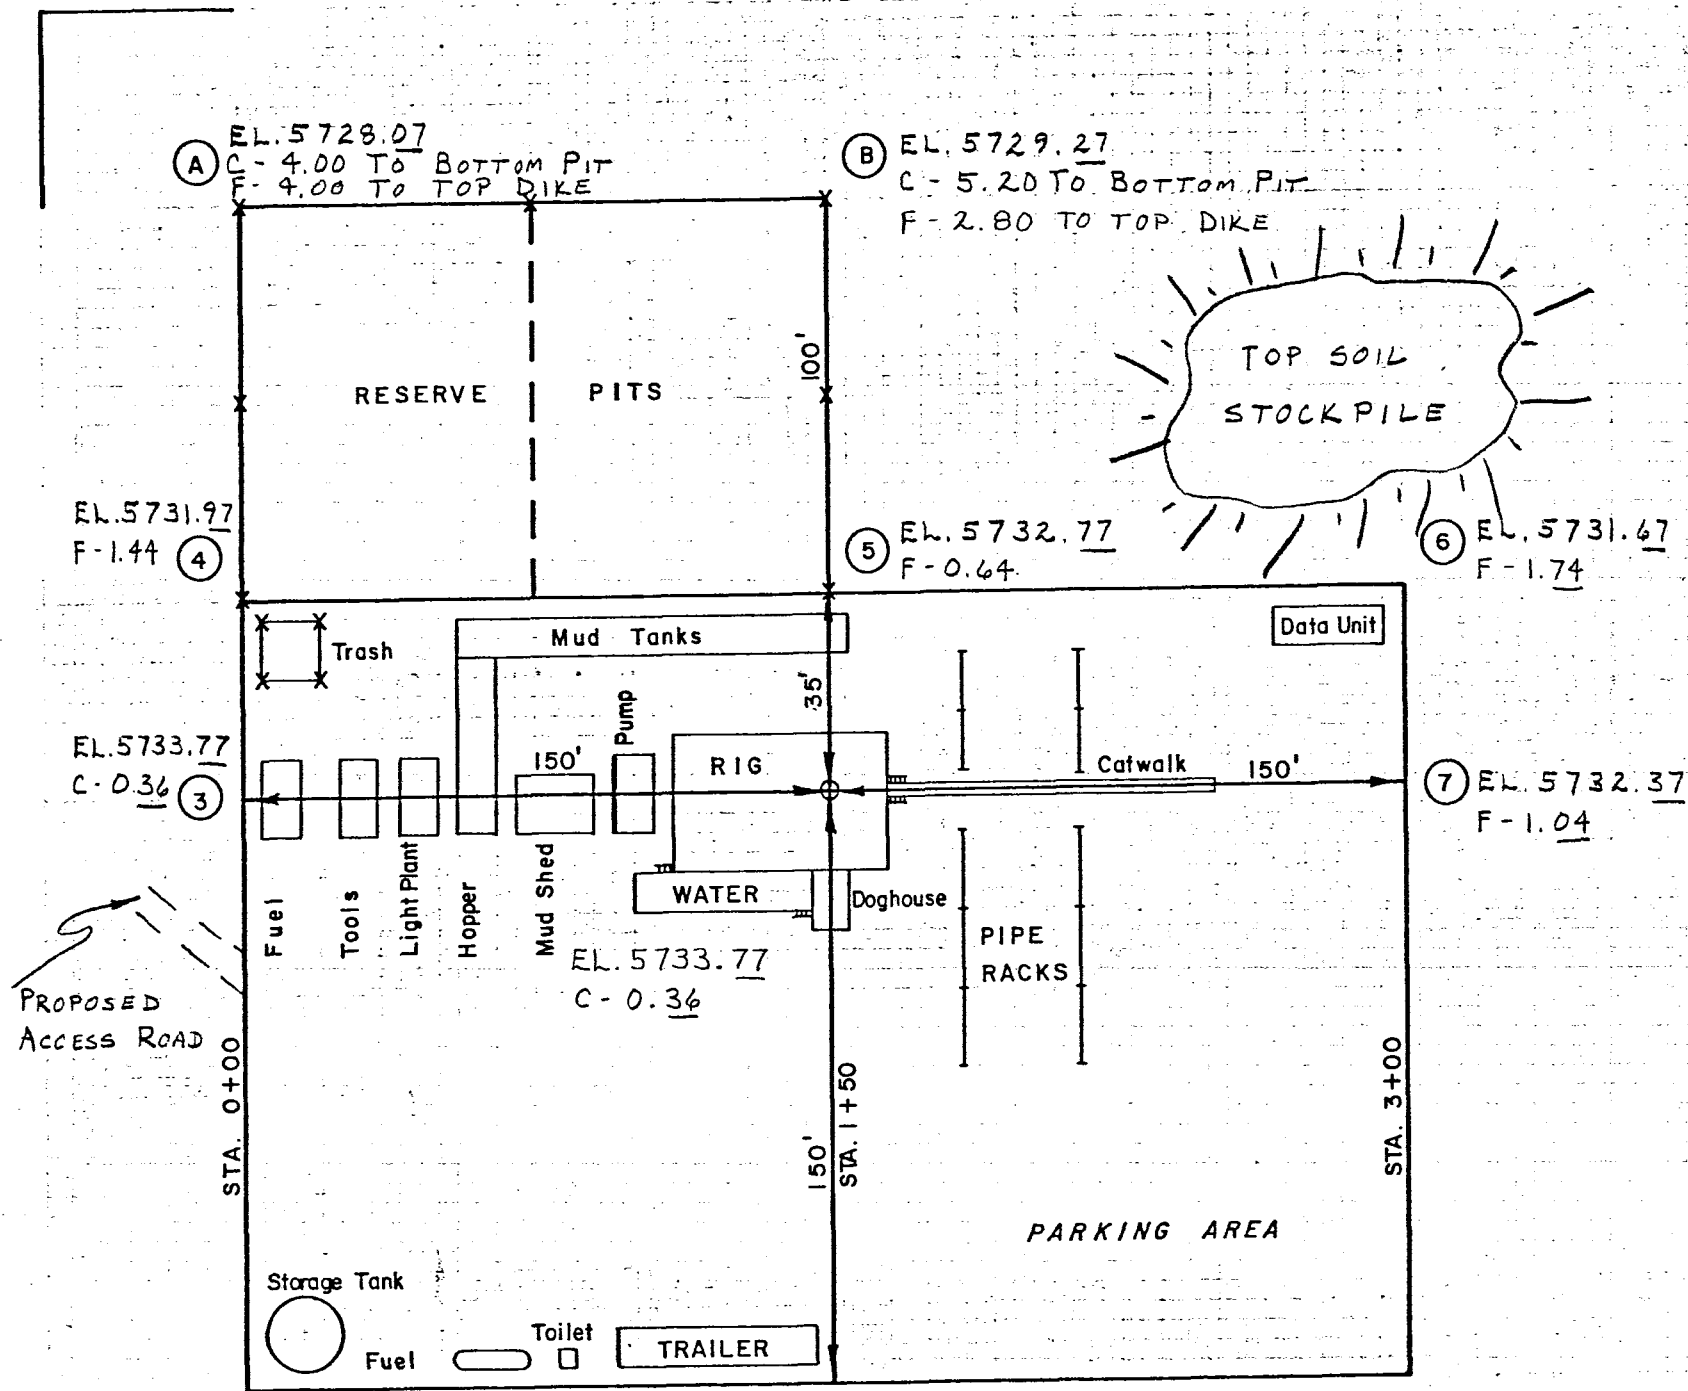 A
EL. 5728.07
C - 4.00 TO BOTTOM PIT
F - 4.00 TO TOP DIKE
B
EL. 5729.27
C - 5.20 TO BOTTOM PIT
F - 2.80 TO TOP DIKE
TOP SOIL
STOCKPILE
100'
RESERVE PITS
EL. 5731.97
F - 1.44
4
5
EL. 5732.77
F - 0.64
6
EL. 5731.67
F - 1.74
Trash
Mud Tanks
Data Unit
35'
Pump
EL. 5733.77
C - 0.36
3
150'
RIG
Catwalk
150'
7
EL. 5732.37
F - 1.04
Fuel
Tools
Light Plant
Hopper
Mud Shed
WATER
Doghouse
EL. 5733.77
C - 0.36
PIPE
RACKS
PROPOSED
ACCESS ROAD
STA. 0+00
150'
STA. 1+50
STA. 3+00
PARKING AREA
Storage Tank
Fuel
Toilet
TRAILER